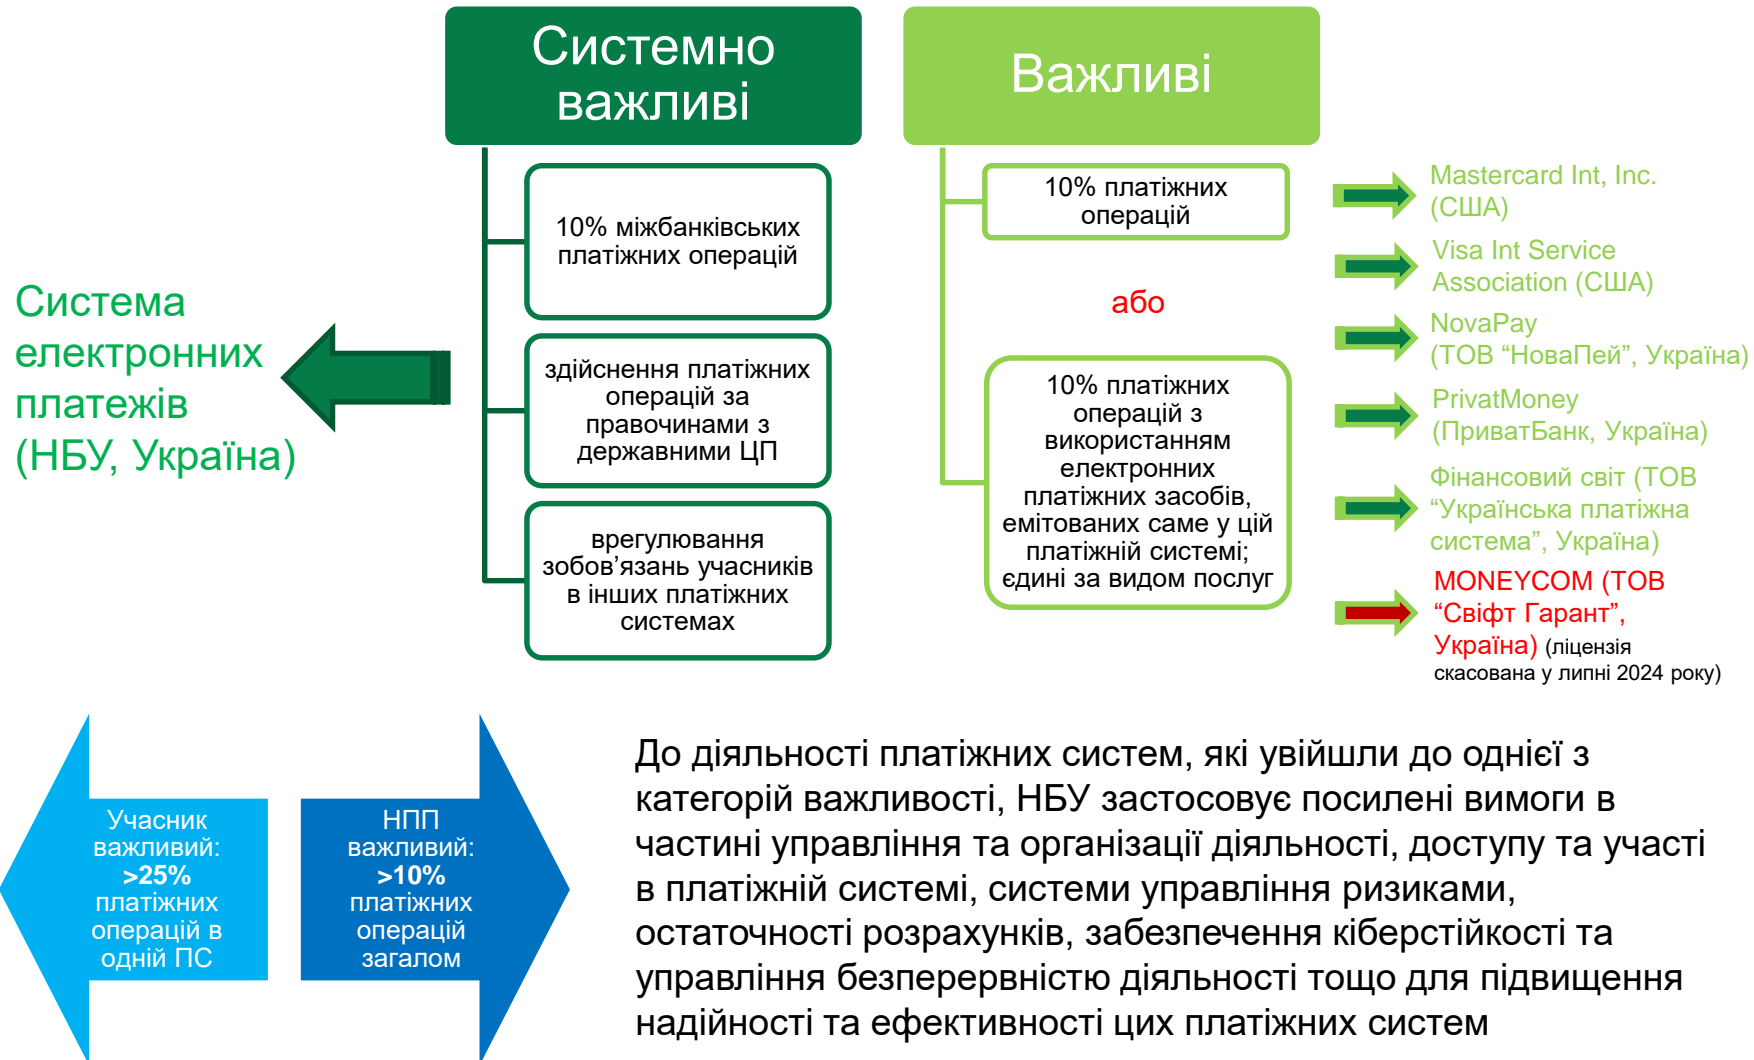 Системно
важливі
10% міжбанківських
платіжних операцій
здійснення платіжних
операцій за
правочинами з
державними ЦП
врегулювання
зобов’язань учасників
в інших платіжних
системах
Система
електронних
платежів
(НБУ, Україна)
Важливі
10% платіжних
операцій
або
10% платіжних
операцій з
використанням
електронних
платіжних засобів,
емітованих саме у цій
платіжній системі;
єдині за видом послуг
Mastercard Int, Inc.
(США)
Visa Int Service
Association (США)
NovaPay
(ТОВ “НоваПей”, Україна)
PrivatMoney
(ПриватБанк, Україна)
Фінансовий світ (ТОВ
“Українська платіжна
система”, Україна)
MONEYCOM (ТОВ
“Свіфт Гарант”,
Україна) (ліцензія
скасована у липні 2024 року)
Учасник
важливий:
>25%
платіжних
операцій в
одній ПС
НПП
важливий:
>10%
платіжних
операцій
загалом
До діяльності платіжних систем, які увійшли до однієї з
категорій важливості, НБУ застосовує посилені вимоги в
частині управління та організації діяльності, доступу та участі
в платіжній системі, системи управління ризиками,
остаточності розрахунків, забезпечення кіберстійкості та
управління безперервністю діяльності тощо для підвищення
надійності та ефективності цих платіжних систем